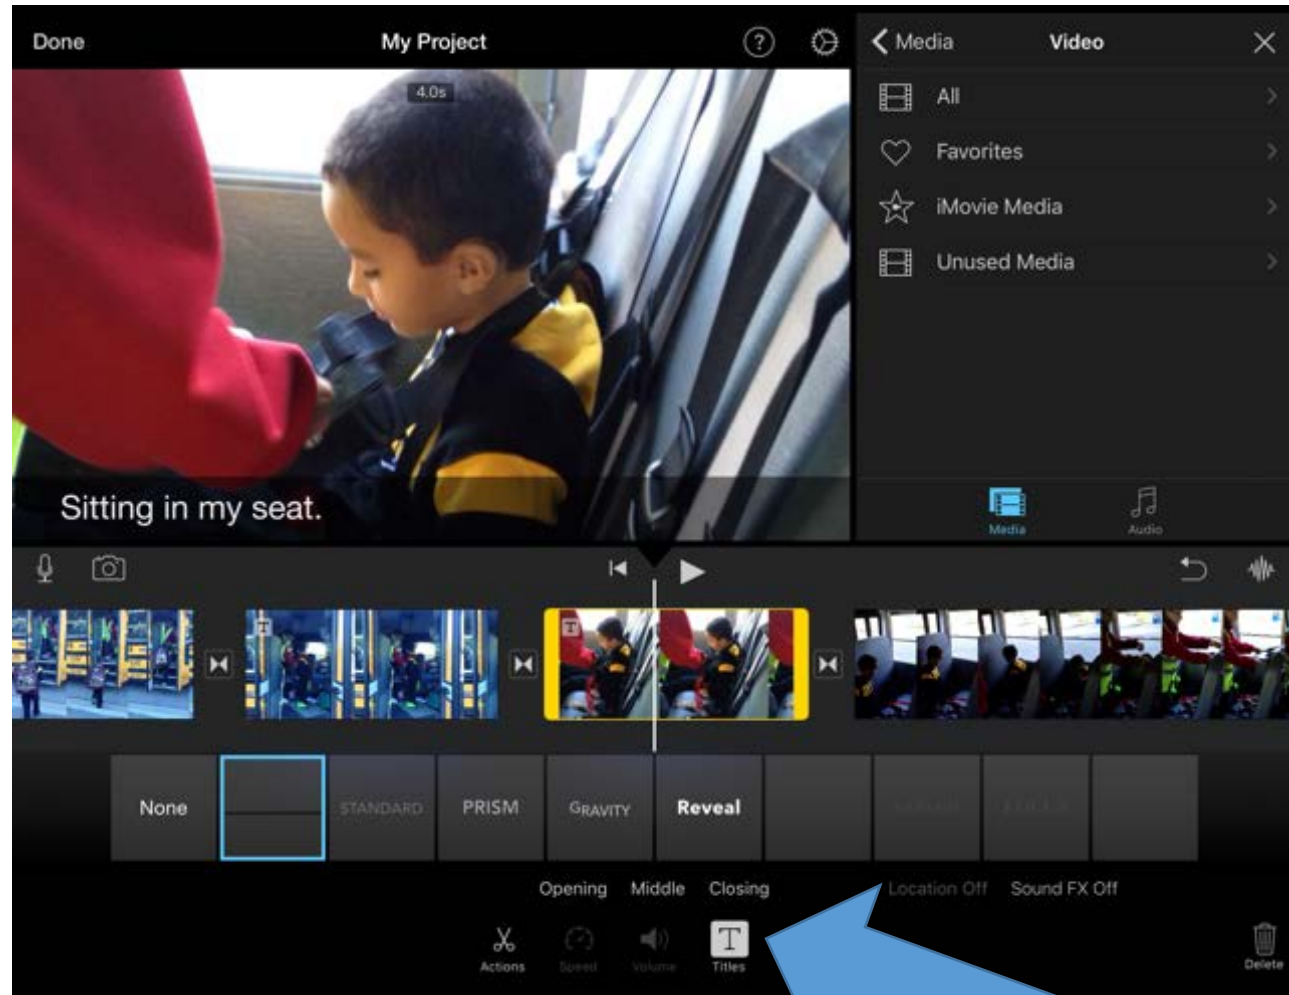 Done My Project ? Media Video
4.0s
All
Favorites
iMovie Media
Unused Media
Sitting in my seat.
Media Audio
T T
None STANDARD PRISM GRAVITY Reveal
Opening Middle Closing Location Off Sound FX Off
T
Actions Speed Volume Titles Delete